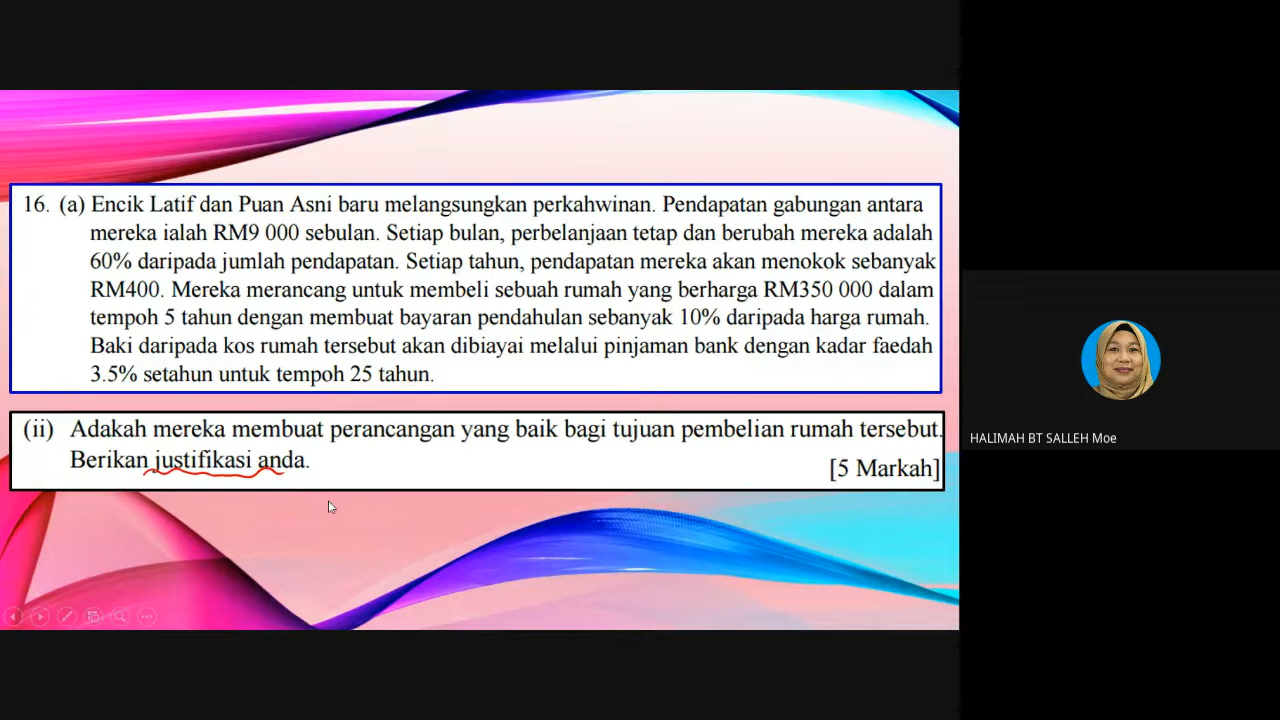 16. (a) Encik Latif dan Puan Asni baru melangsungkan perkahwinan. Pendapatan gabungan antara
mereka ialah RM9 000 sebulan. Setiap bulan, perbelanjaan tetap dan berubah mereka adalah
60% daripada jumlah pendapatan. Setiap tahun, pendapatan mereka akan menokok sebanyak
RM400. Mereka merancang untuk membeli sebuah rumah yang berharga RM350 000 dalam
tempoh 5 tahun dengan membuat bayaran pendahulan sebanyak 10% daripada harga rumah.
Baki daripada kos rumah tersebut akan dibiayai melalui pinjaman bank dengan kadar faedah
3.5% setahun untuk tempoh 25 tahun.
(ii) Adakah mereka membuat perancangan yang baik bagi tujuan pembelian rumah tersebut.
Berikan justifikasi anda.
[5 Markah]
HALIMAH BT SALLEH Moe